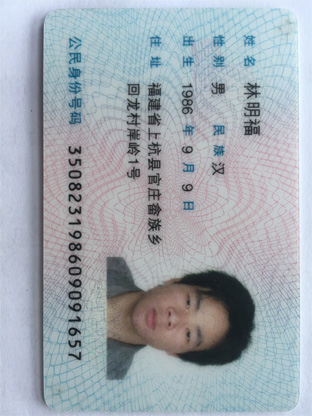 姓名 林明福
性别 男 民族 汉
出生 1986 年 9 月 9 日
住址 福建省上杭县官庄畲族乡
回龙村岸岭1号
公民身份号码 350823198609091657